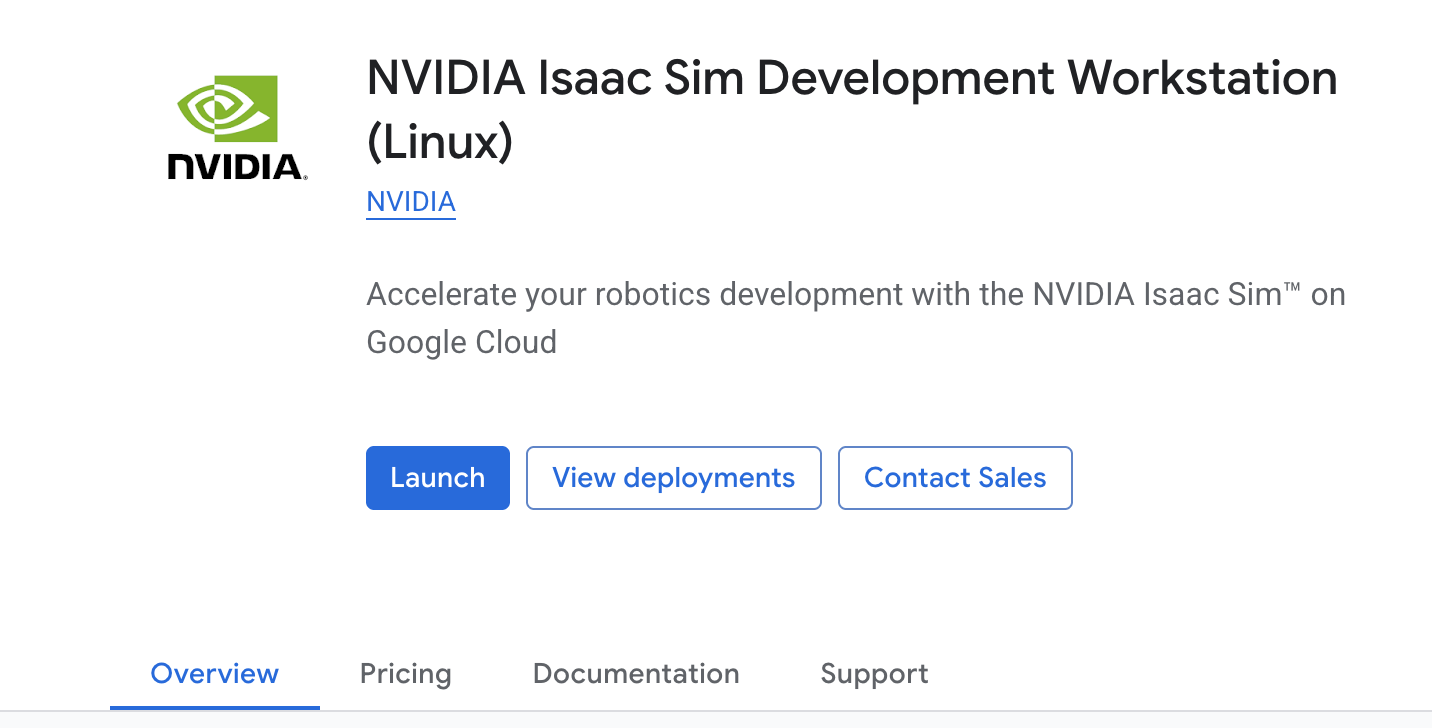 NVIDIA Isaac Sim Development Workstation
(Linux)
NVIDIA®
NVIDIA
Accelerate your robotics development with the NVIDIA Isaac Sim™ on
Google Cloud
Launch View deployments Contact Sales
Overview Pricing Documentation Support